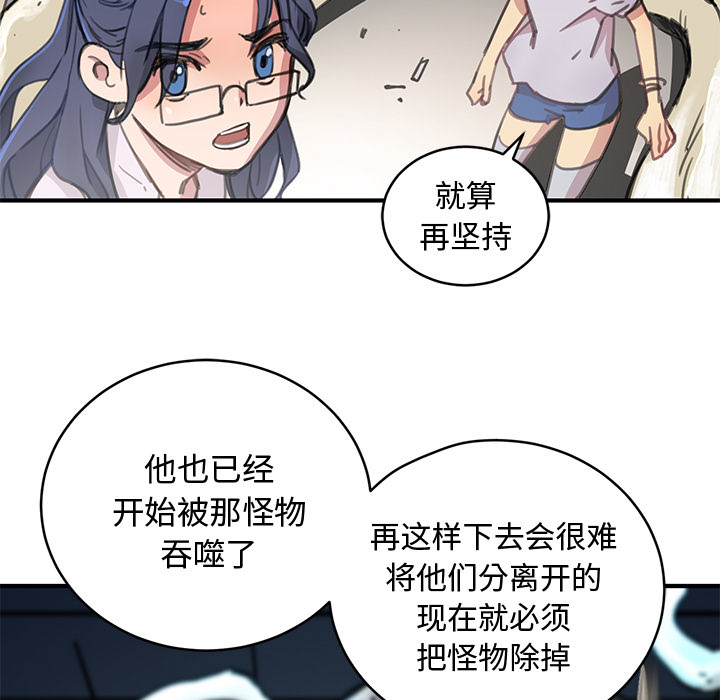 就算
再坚持
他也已经
开始被那怪物
吞噬了
再这样下去会很难
将他们分离开的
现在就必须
把怪物除掉